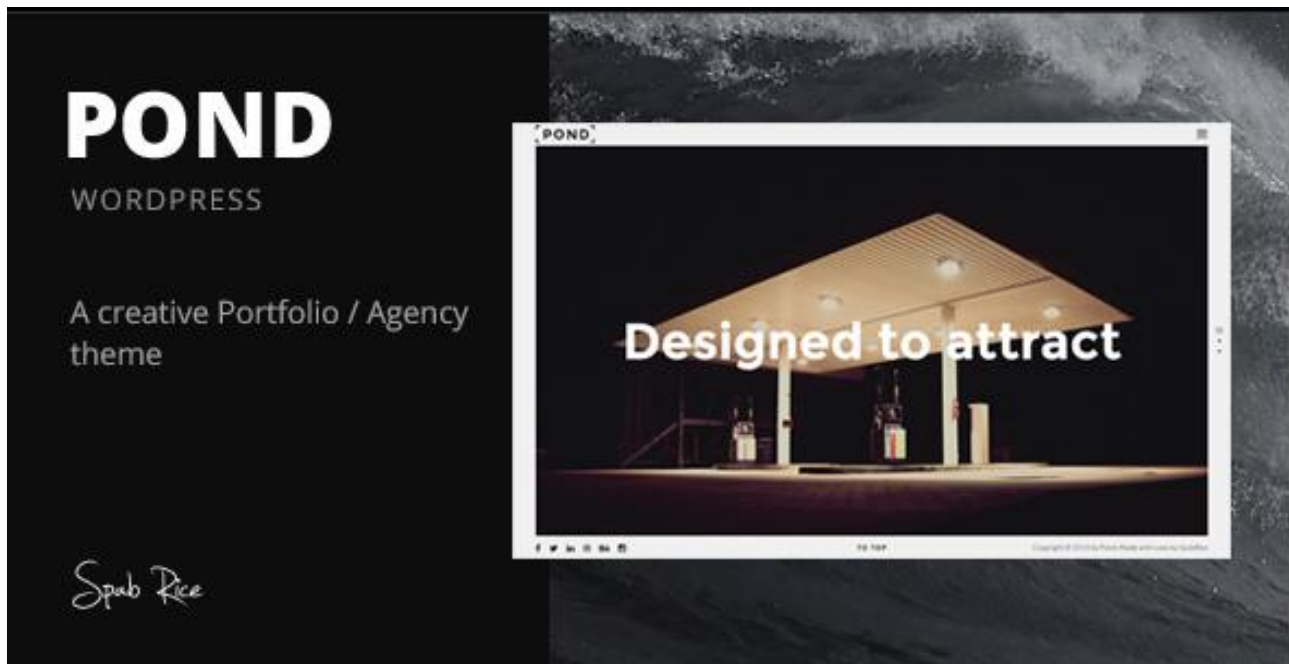 POND
WORDPRESS
A creative Portfolio / Agency
theme
Spab Rice
POND
Designed to attract
TO TOP